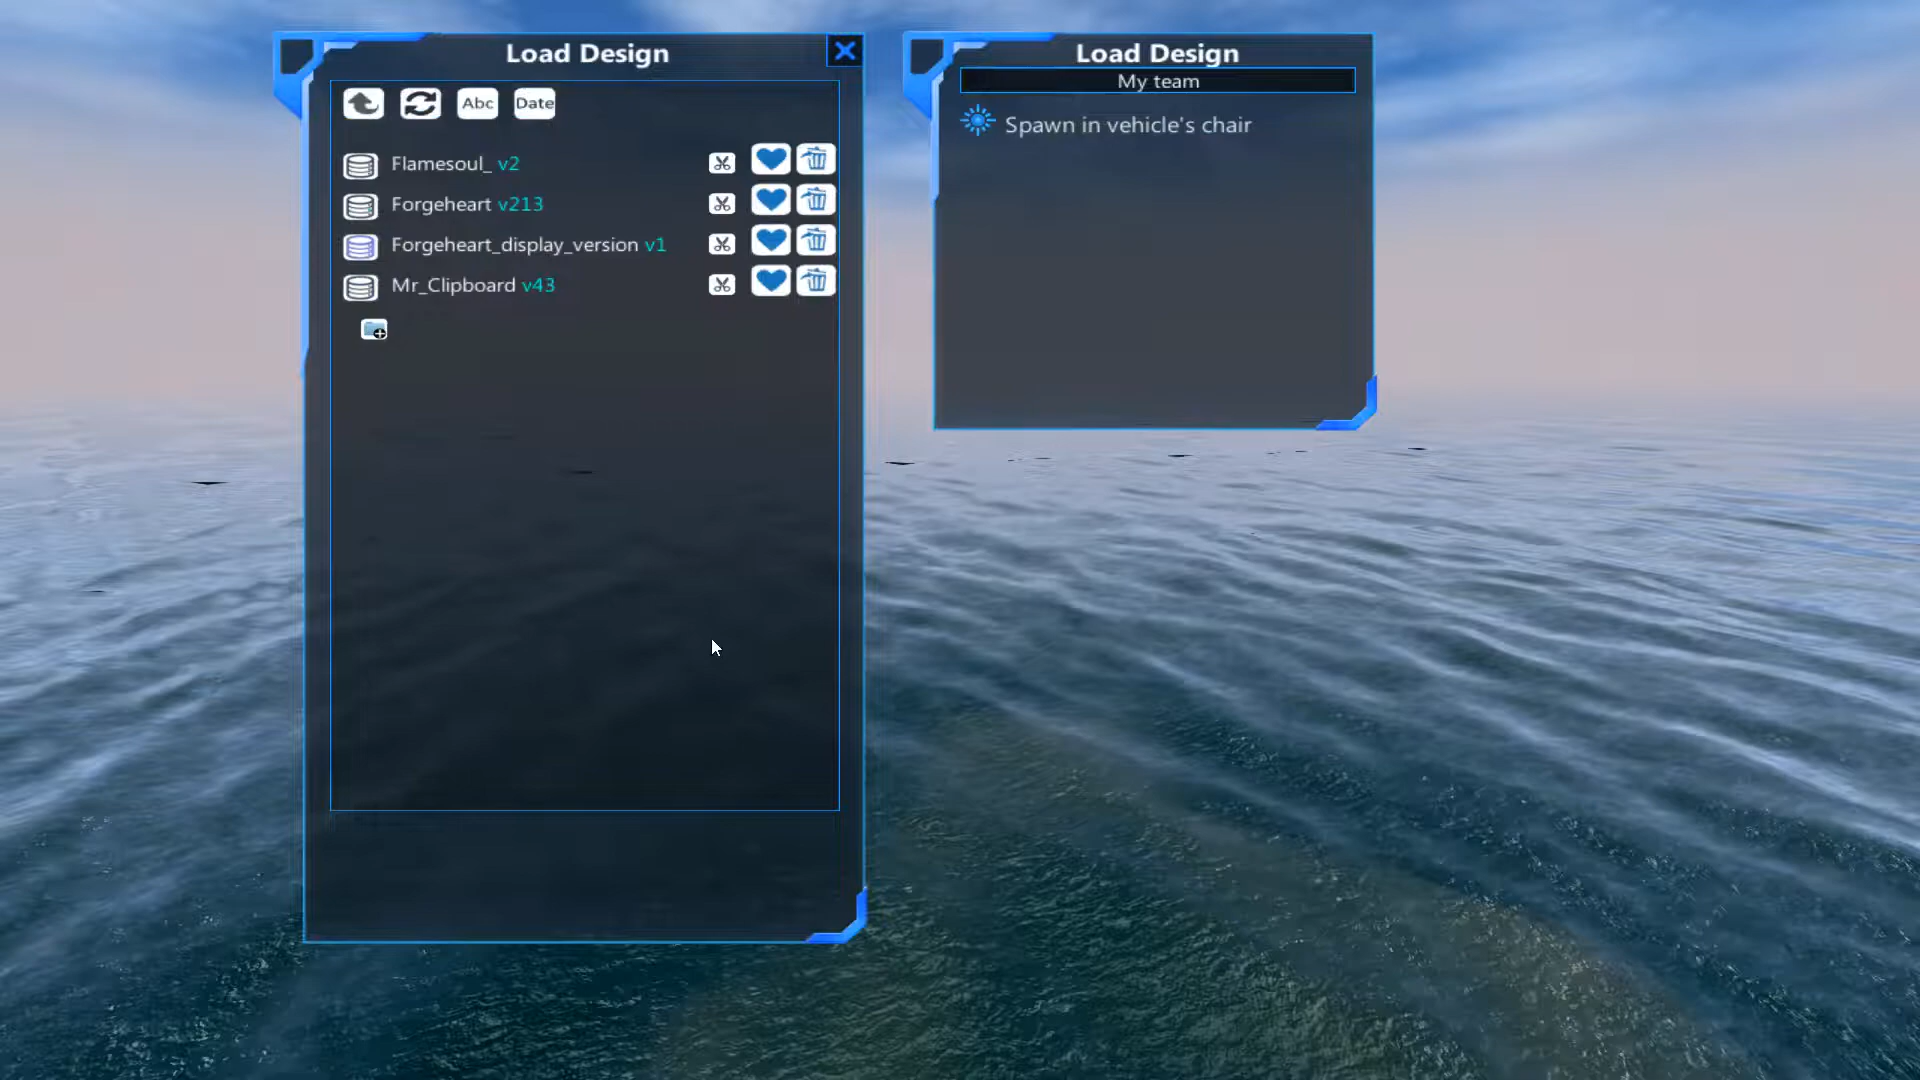 Load Design
Abc
Date
Flamesoul_ v2
Forgeheart v213
Forgeheart_display_version v1
Mr_Clipboard v43
Load Design
My team
Spawn in vehicle's chair